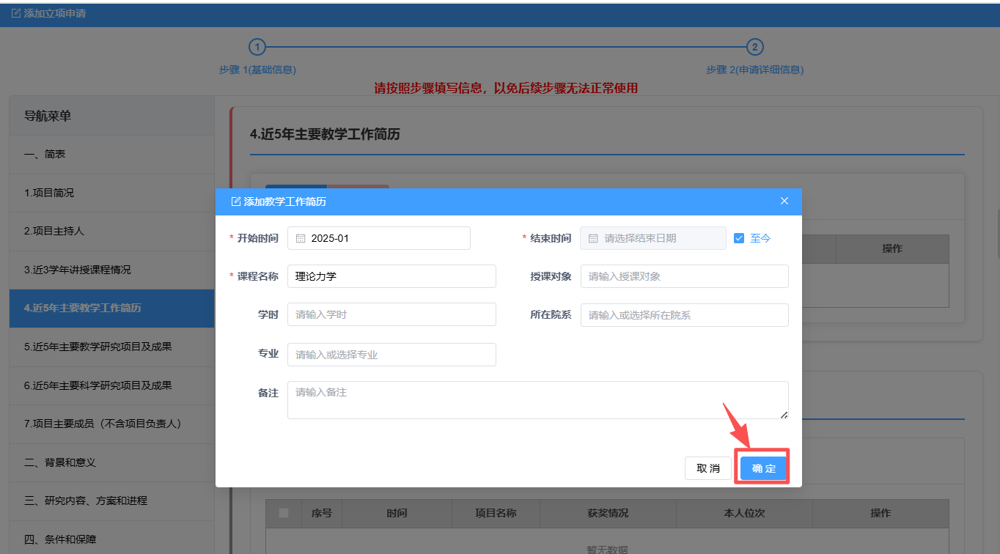 添加立项申请
1
2
步骤 1(基础信息)
步骤 2(申请详细信息)
请按照步骤填写信息，以免后续步骤无法正常使用
导航菜单
一、简表
1.项目简况
2.项目主持人
3.近3学年讲授课程情况
4.近5年主要教学工作简历
5.近5年主要教学研究项目及成果
6.近5年主要科学研究项目及成果
7.项目主要成员（不含项目负责人）
二、背景和意义
三、研究内容、方案和进程
四、条件和保障
4.近5年主要教学工作简历
操作
添加教学工作简历
* 开始时间 2025-01
* 结束时间 请选择结束日期 至今
* 课程名称 理论力学
授课对象 请输入授课对象
学时 请输入学时
所在院系 请输入或选择所在院系
专业 请输入或选择专业
备注 请输入备注
取 消 确 定
序号 时间 项目名称 获奖情况 本人位次 操作
暂无数据